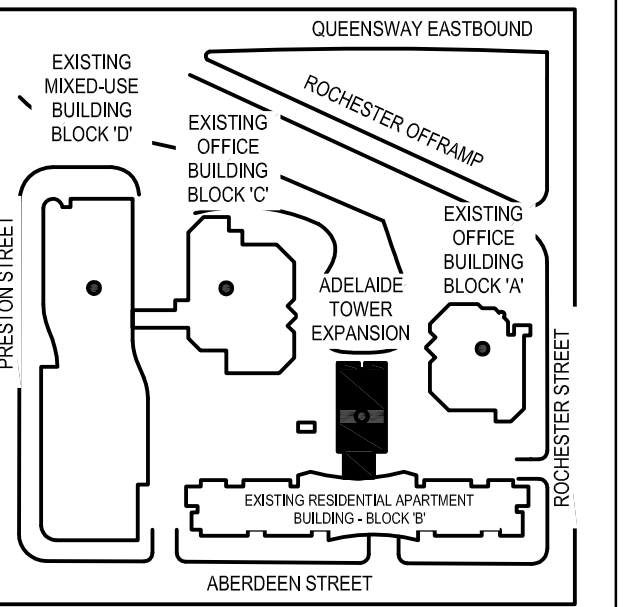 QUEENSWAY EASTBOUND
EXISTING
MIXED-USE
BUILDING
BLOCK 'D'
ROCHESTER OFFRAMP
EXISTING
OFFICE
BUILDING
BLOCK 'C'
EXISTING
OFFICE
BUILDING
BLOCK 'A'
PRESTON STREET
ADELAIDE
TOWER
EXPANSION
ROCHESTER STREET
EXISTING RESIDENTIAL APARTMENT
BUILDING - BLOCK 'B'
ABERDEEN STREET